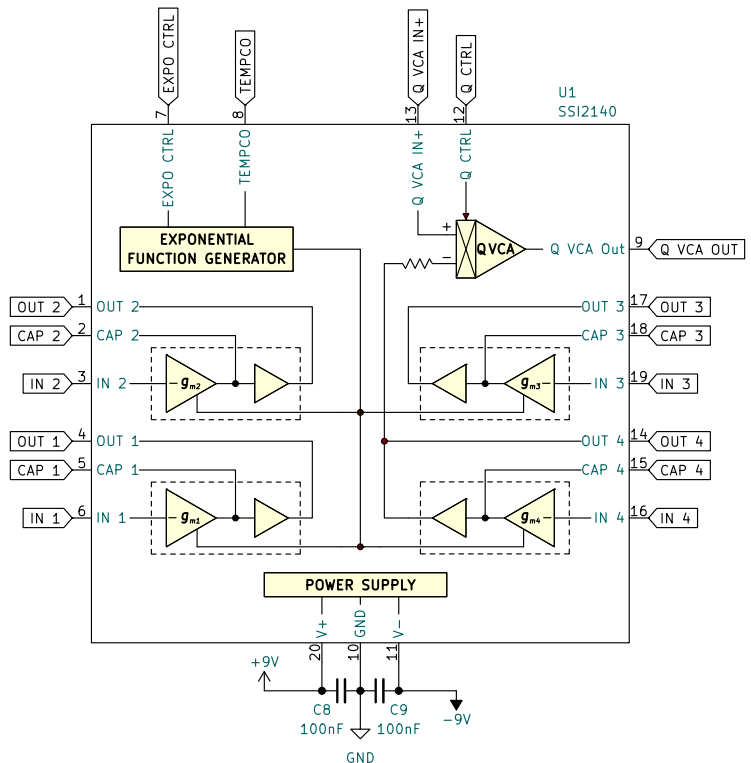 EXPO CTRL
TEMPCO
Q VCA IN+
Q CTRL
U1
SSI2140
7
8
13
12
EXPO CTRL
TEMPCO
Q VCA IN+
Q CTRL
EXPONENTIAL
FUNCTION GENERATOR
+
−
QVCA
Q VCA Out
9
Q VCA OUT
OUT 2
1
OUT 2
OUT 3
17
OUT 3
CAP 2
2
CAP 2
CAP 3
18
CAP 3
IN 2
3
IN 2
−gm2
gm3−
IN 3
19
IN 3
OUT 1
4
OUT 1
OUT 4
14
OUT 4
CAP 1
5
CAP 1
CAP 4
15
CAP 4
IN 1
6
IN 1
−gm1
gm4−
IN 4
16
IN 4
POWER SUPPLY
V+
GND
V−
20
10
11
+9V
C8
100nF
C9
100nF
−9V
GND